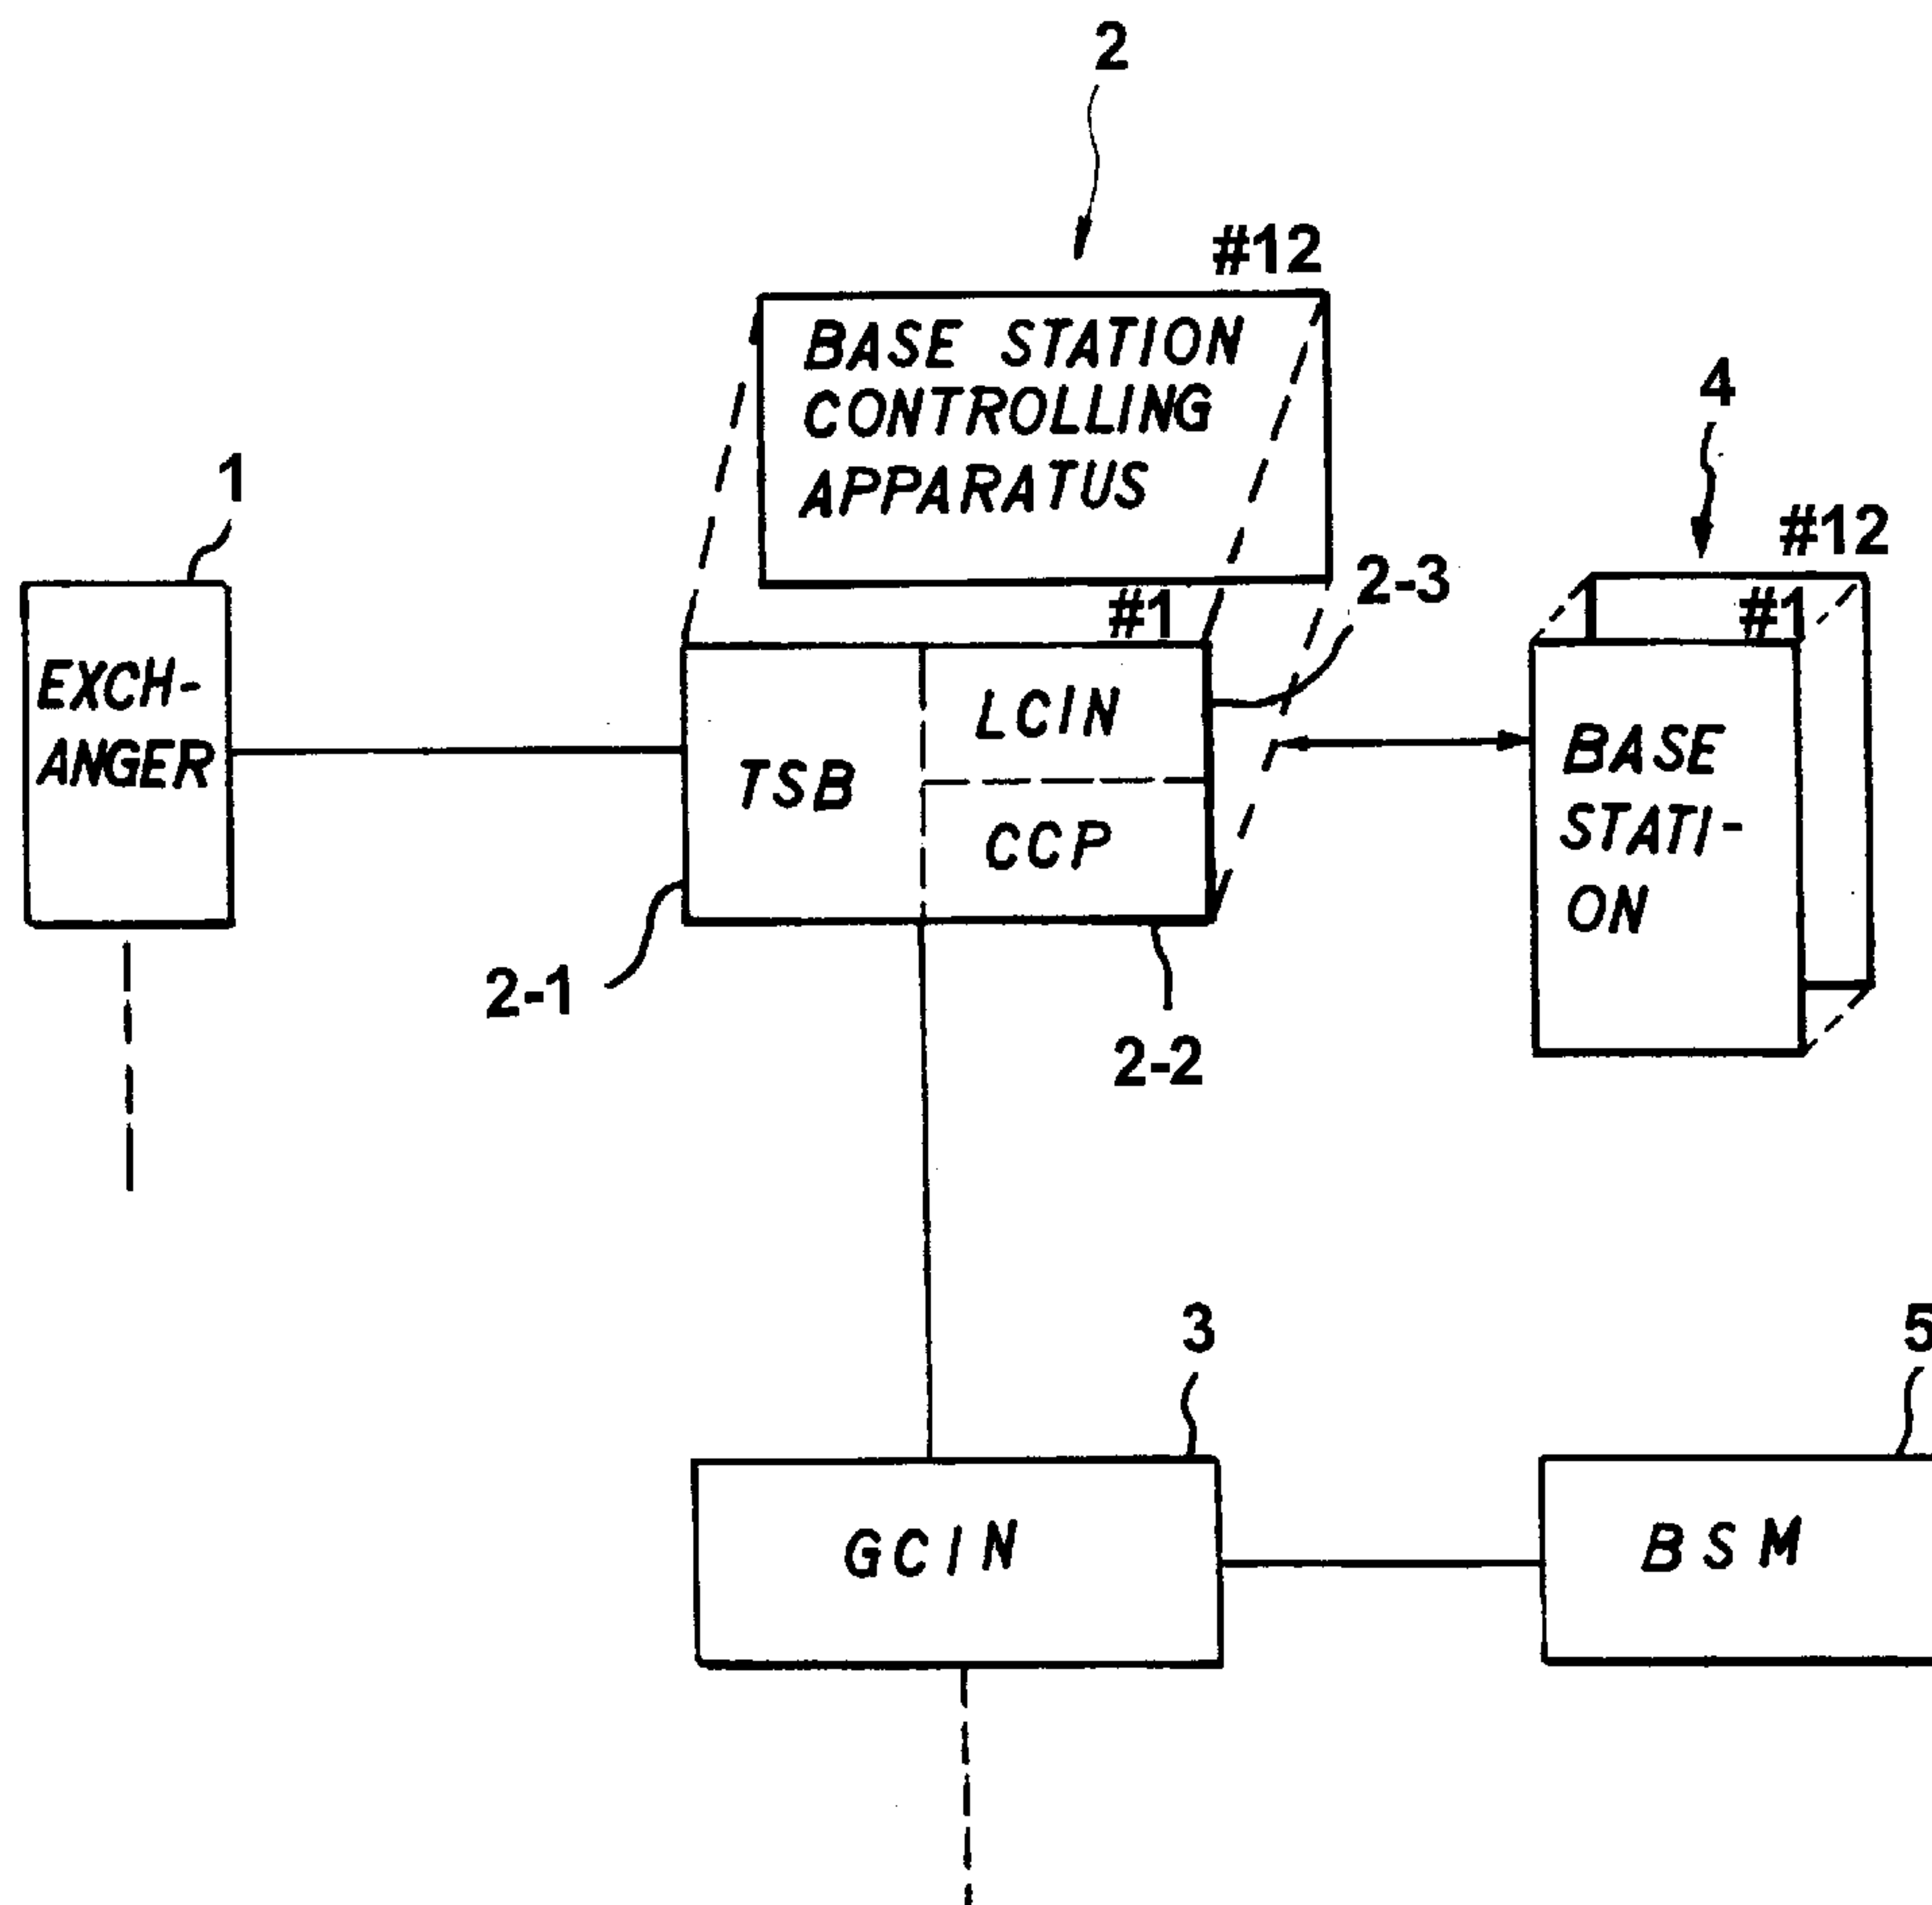 2
#12
BASE STATION
CONTROLLING
APPARATUS
1
4
#12
2-3
#1
#1
EXCH-
ANGER
TSB
LCIN
CCP
BASE
STATI-
ON
2-1
2-2
3
5
GCIN
BSM